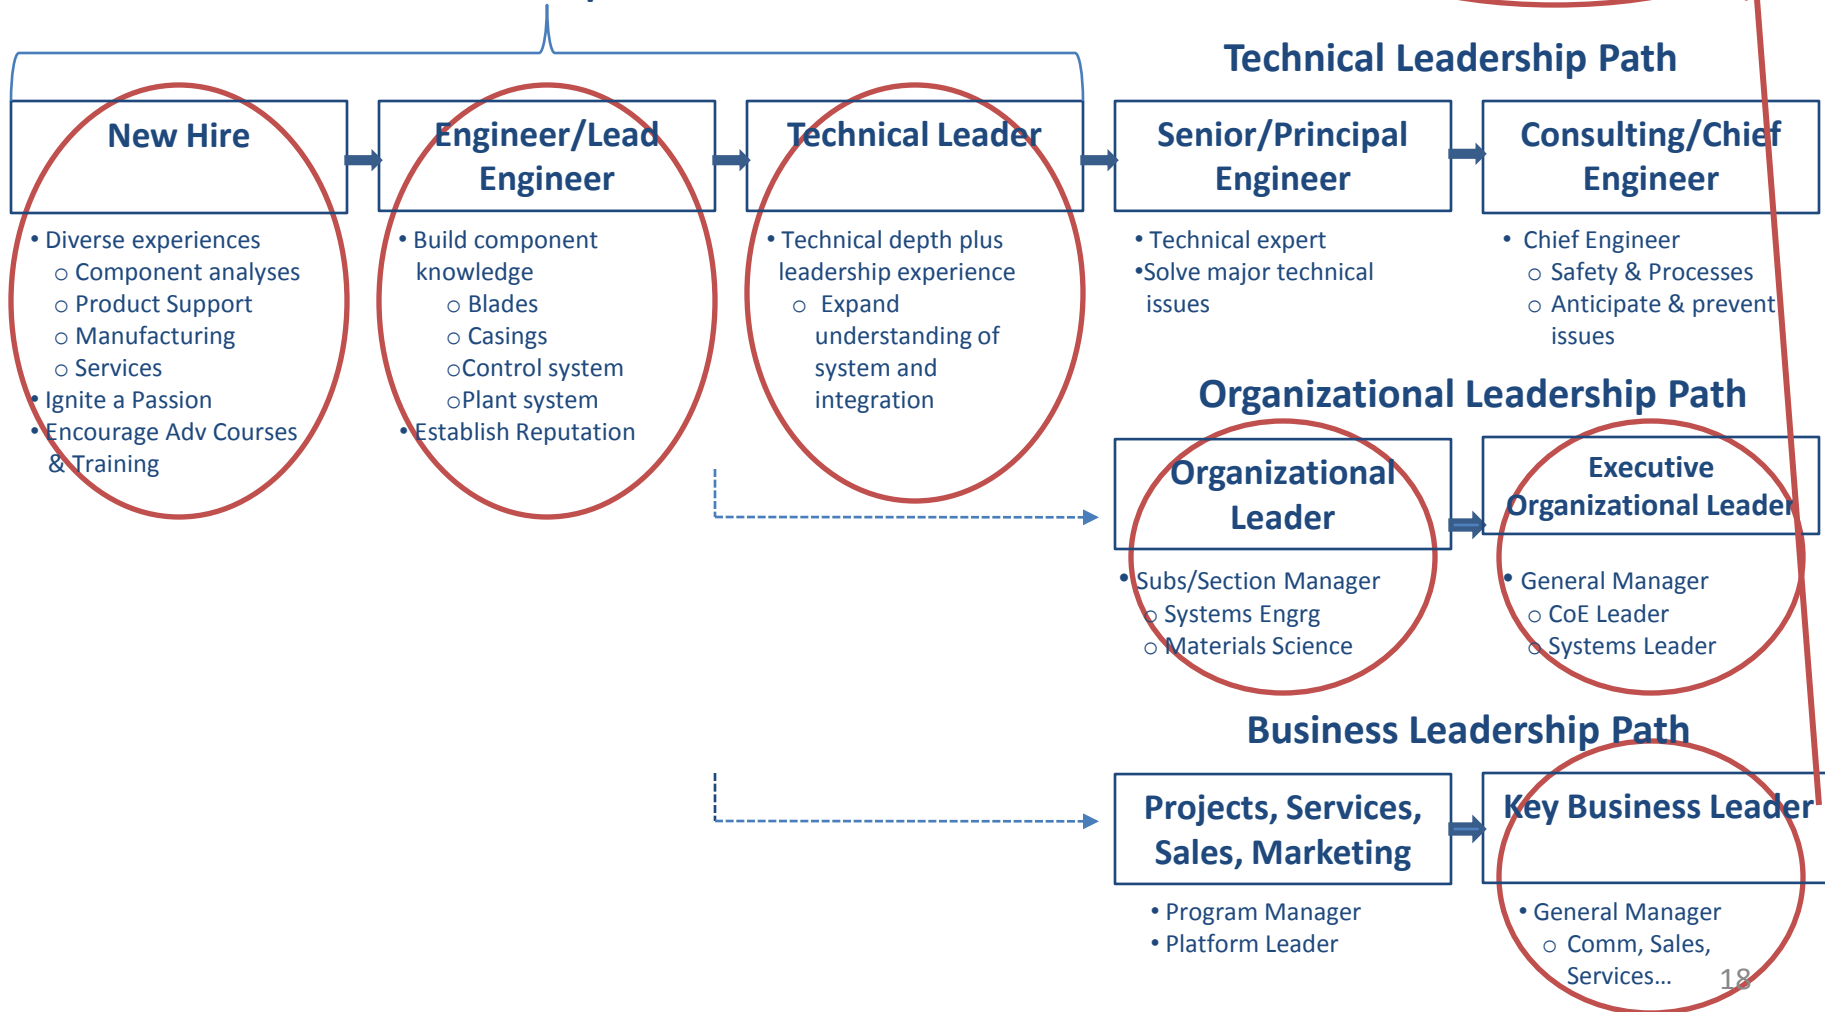 Technical Leadership Path
New Hire
• Diverse experiences
o Component analyses
o Product Support
o Manufacturing
o Services
• Ignite a Passion
• Encourage Adv Courses
& Training
Engineer/Lead
Engineer
• Build component
knowledge
o Blades
o Casings
oControl system
oPlant system
• Establish Reputation
Technical Leader
• Technical depth plus
leadership experience
o Expand
understanding of
system and
integration
Senior/Principal
Engineer
• Technical expert
•Solve major technical
issues
Consulting/Chief
Engineer
• Chief Engineer
o Safety & Processes
o Anticipate & prevent
issues
Organizational Leadership Path
Organizational
Leader
• Subs/Section Manager
o Systems Engrg
o Materials Science
Executive
Organizational Leader
• General Manager
o CoE Leader
o Systems Leader
Business Leadership Path
Projects, Services,
Sales, Marketing
• Program Manager
• Platform Leader
Key Business Leader
• General Manager
o Comm, Sales,
Services...
18